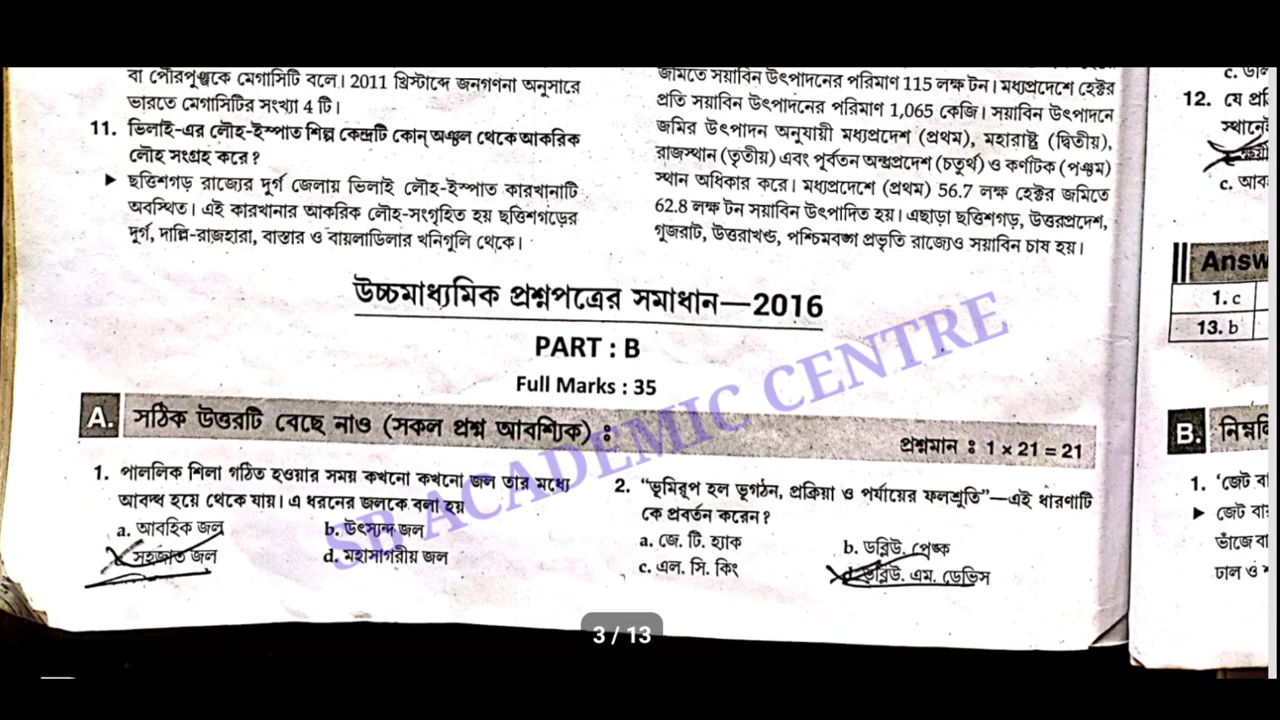 বা পৌরপুঞ্জকে মেগাসিটি বলে। 2011 খ্রিস্টাব্দে জনগণনা অনুসারে
ভারতে মেগাসিটির সংখ্যা 4 টি।
11. ভিলাই-এর লৌহ-ইস্পাত শিল্প কেন্দ্রটি কোন্ অঞ্চল থেকে আকরিক
লৌহ সংগ্রহ করে?
▶ ছত্তিশগড় রাজ্যের দুর্গ জেলায় ভিলাই লৌহ-ইস্পাত কারখানাটি
অবস্থিত। এই কারখানার আকরিক লৌহ-সংগৃহিত হয় ছত্তিশগড়ের
দুর্গ, দাল্লি-রাজহারা, বাস্তার ও বায়লাডিলার খনিগুলি থেকে।
জমিতে সয়াবিন উৎপাদনের পরিমাণ 115 লক্ষ টন। মধ্যপ্রদেশে হেক্টর
প্রতি সয়াবিন উৎপাদনের পরিমাণ 1,065 কেজি। সয়াবিন উৎপাদনে
জমির উৎপাদন অনুযায়ী মধ্যপ্রদেশ (প্রথম), মহারাষ্ট্র (দ্বিতীয়),
রাজস্থান (তৃতীয়) এবং পূর্বতন অন্ধ্রপ্রদেশ (চতুর্থ) ও কর্ণাটক (পঞ্চম)
স্থান অধিকার করে। মধ্যপ্রদেশে (প্রথম) 56.7 লক্ষ হেক্টর জমিতে
62.8 লক্ষ টন সয়াবিন উৎপাদিত হয়। এছাড়া ছত্তিশগড়, উত্তরপ্রদেশ,
গুজরাট, উত্তরাখণ্ড, পশ্চিমবঙ্গ প্রভৃতি রাজ্যেও সয়াবিন চাষ হয়।
উচ্চমাধ্যমিক প্রশ্নপত্রের সমাধান—2016
PART : B
Full Marks : 35
A. সঠিক উত্তরটি বেছে নাও (সকল প্রশ্ন আবশ্যিক) :
প্রশ্নমান : 1 × 21 = 21
1. পাললিক শিলা গঠিত হওয়ার সময় কখনো কখনো জল তার মধ্যে
আবদ্ধ হয়ে থেকে যায়। এ ধরনের জলকে বলা হয়
a. আবহিক জল b. উৎস্যন্দ জল
সহজাত জল d. মহাসাগরীয় জল
2. “ভূমিরূপ হল ভূগঠন, প্রক্রিয়া ও পর্যায়ের ফলশ্রুতি”—এই ধারণাটি
কে প্রবর্তন করেন?
a. জে. টি. হ্যাক b. ডব্লিউ. পেঙ্ক
c. এল. সি. কিং d. ডব্লিউ. এম. ডেভিস
SB ACADEMIC CENTRE
3 / 13
12. যে
c. আব
Answ
1. c
13. b
B.
1. ‘জেট
▶ জেট
ভাঁজে
ঢাল ও